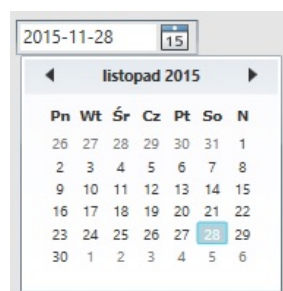 2015-11-28 15
listopad 2015
Pn Wt Śr Cz Pt So N
26 27 28 29 30 31 1
2 3 4 5 6 7 8
9 10 11 12 13 14 15
16 17 18 19 20 21 22
23 24 25 26 27 28 29
30 1 2 3 4 5 6